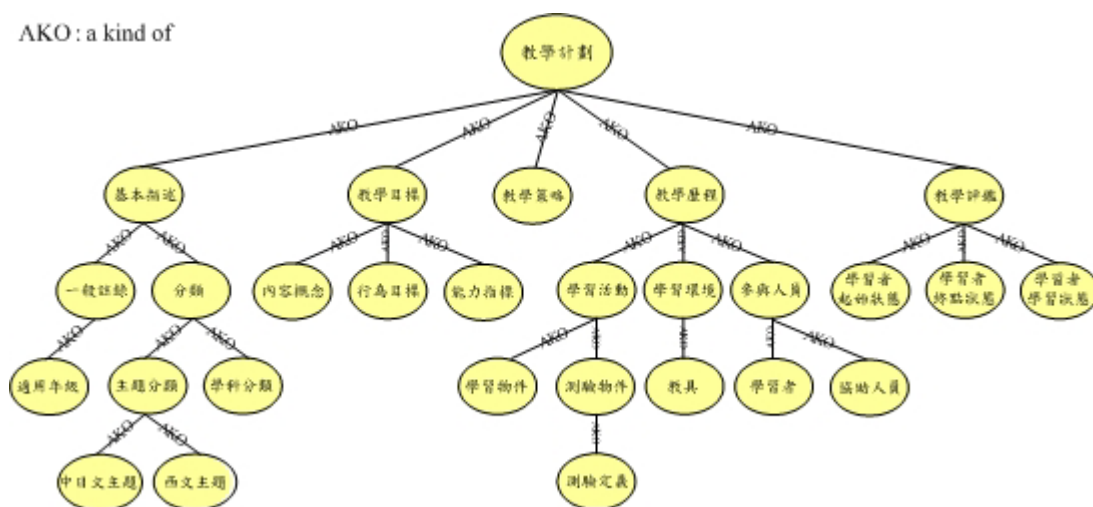 AKO : a kind of
教學計劃
AKO AKO AKO AKO AKO
基本描述 教學目標 教學策略 教學歷程 教學評鑑
AKO AKO AKO AKO AKO AKO AKO AKO
一般註錄 分類 內容概念 行為目標 能力指標 學習活動 學習環境 參與人員 學習者
起始狀態 學習者
終點狀態 學習者
學習狀態
AKO AKO AKO AKO AKO
適用年級 主題分類 學科分類 學習物件 測驗物件 教具 學習者 協助人員
AKO AKO
中日文主題 西文主題 測驗定義